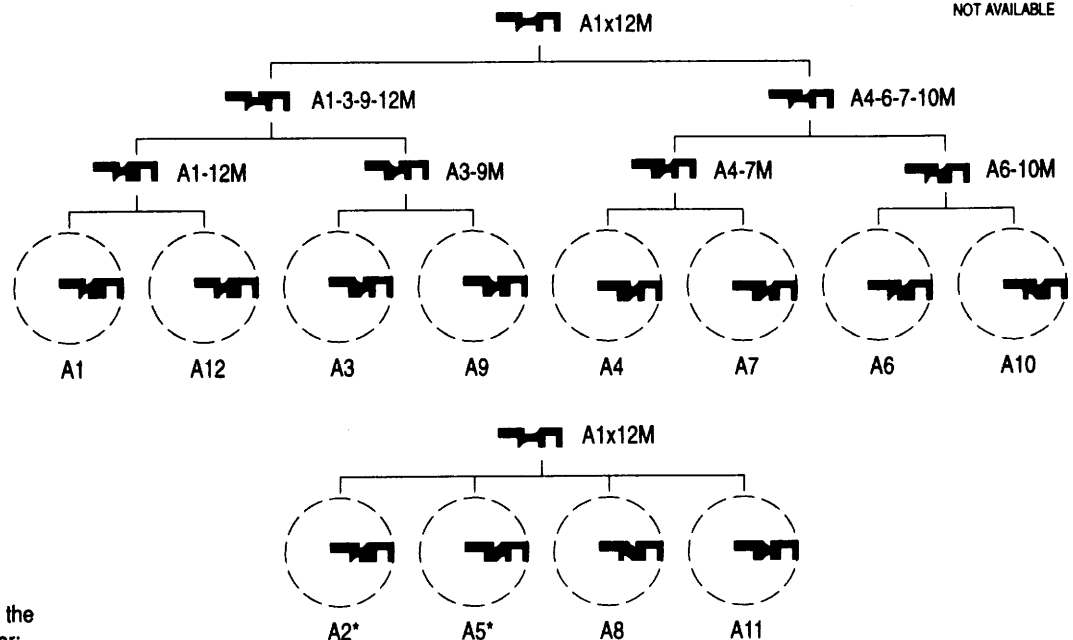 NOT AVAILABLE
A1x12M
A1-3-9-12M
A4-6-7-10M
A1-12M
A3-9M
A4-7M
A6-10M
A1 A12 A3 A9 A4 A7 A6 A10
A1x12M
the
A2* A5* A8 A11